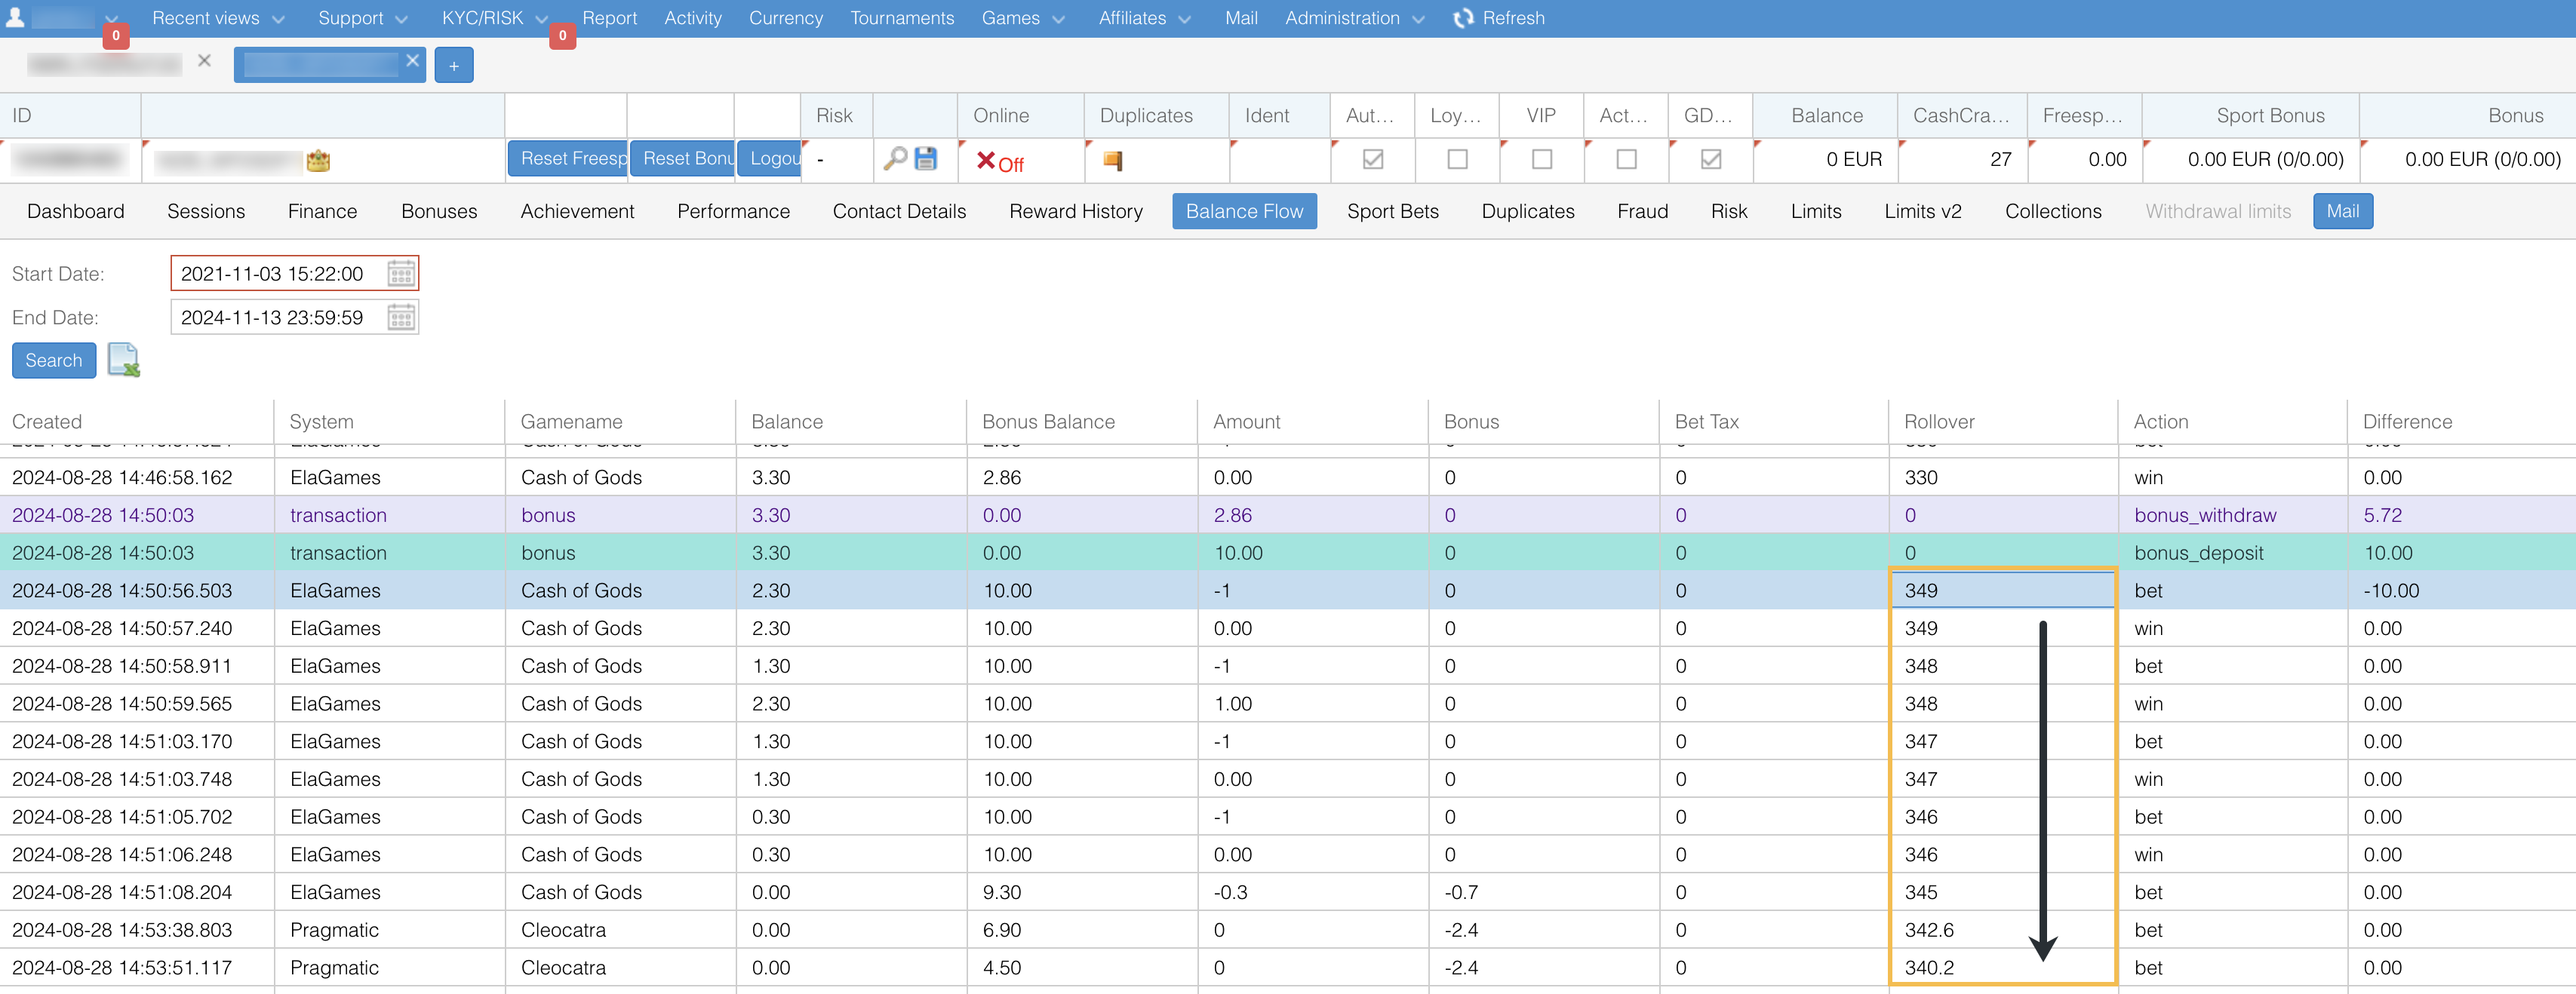 Recent views Support KYC/RISK Report Activity Currency Tournaments Games Affiliates Mail Administration Refresh
0 0
+
ID Risk Online Duplicates Ident Aut... Loy... VIP Act... GD... Balance CashCra... Freesp... Sport Bonus Bonus
Reset Freesp Reset Bonu Logou - Off 0 EUR 27 0.00 0.00 EUR (0/0.00) 0.00 EUR (0/0.00)
Dashboard Sessions Finance Bonuses Achievement Performance Contact Details Reward History Balance Flow Sport Bets Duplicates Fraud Risk Limits Limits v2 Collections Withdrawal limits Mail
Start Date: 2021-11-03 15:22:00
End Date: 2024-11-13 23:59:59
Search
Created System Gamename Balance Bonus Balance Amount Bonus Bet Tax Rollover Action Difference
2024-08-28 14:46:58.162 ElaGames Cash of Gods 3.30 2.86 0.00 0 0 330 win 0.00
2024-08-28 14:50:03 transaction bonus 3.30 0.00 2.86 0 0 0 bonus_withdraw 5.72
2024-08-28 14:50:03 transaction bonus 3.30 0.00 10.00 0 0 0 bonus_deposit 10.00
2024-08-28 14:50:56.503 ElaGames Cash of Gods 2.30 10.00 -1 0 0 349 bet -10.00
2024-08-28 14:50:57.240 ElaGames Cash of Gods 2.30 10.00 0.00 0 0 349 win 0.00
2024-08-28 14:50:58.911 ElaGames Cash of Gods 1.30 10.00 -1 0 0 348 bet 0.00
2024-08-28 14:50:59.565 ElaGames Cash of Gods 2.30 10.00 1.00 0 0 348 win 0.00
2024-08-28 14:51:03.170 ElaGames Cash of Gods 1.30 10.00 -1 0 0 347 bet 0.00
2024-08-28 14:51:03.748 ElaGames Cash of Gods 1.30 10.00 0.00 0 0 347 win 0.00
2024-08-28 14:51:05.702 ElaGames Cash of Gods 0.30 10.00 -1 0 0 346 bet 0.00
2024-08-28 14:51:06.248 ElaGames Cash of Gods 0.30 10.00 0.00 0 0 346 win 0.00
2024-08-28 14:51:08.204 ElaGames Cash of Gods 0.00 9.30 -0.3 -0.7 0 345 bet 0.00
2024-08-28 14:53:38.803 Pragmatic Cleocatra 0.00 6.90 0 -2.4 0 342.6 bet 0.00
2024-08-28 14:53:51.117 Pragmatic Cleocatra 0.00 4.50 0 -2.4 0 340.2 bet 0.00